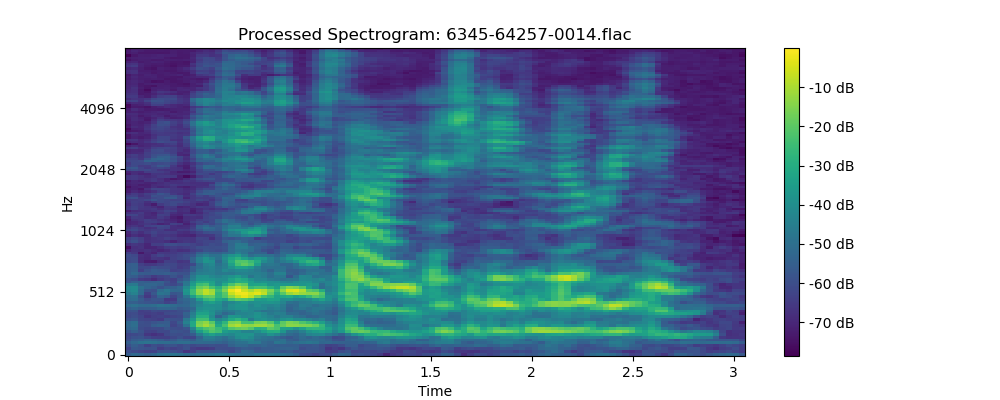 Processed Spectrogram: 6345-64257-0014.flac
Hz
4096
2048
1024
512
0
0
0.5
1
1.5
2
2.5
3
Time
-10 dB
-20 dB
-30 dB
-40 dB
-50 dB
-60 dB
-70 dB